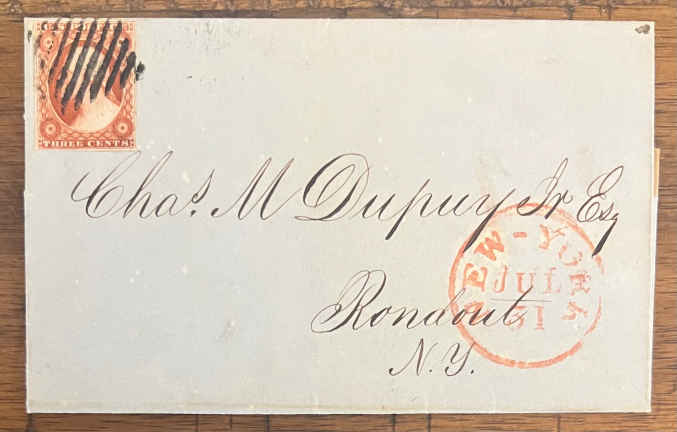 THREE CENTS
Chas. M Dupuy Jr Esq
NEW-YORK
JUL
31
Rondout
N.Y.